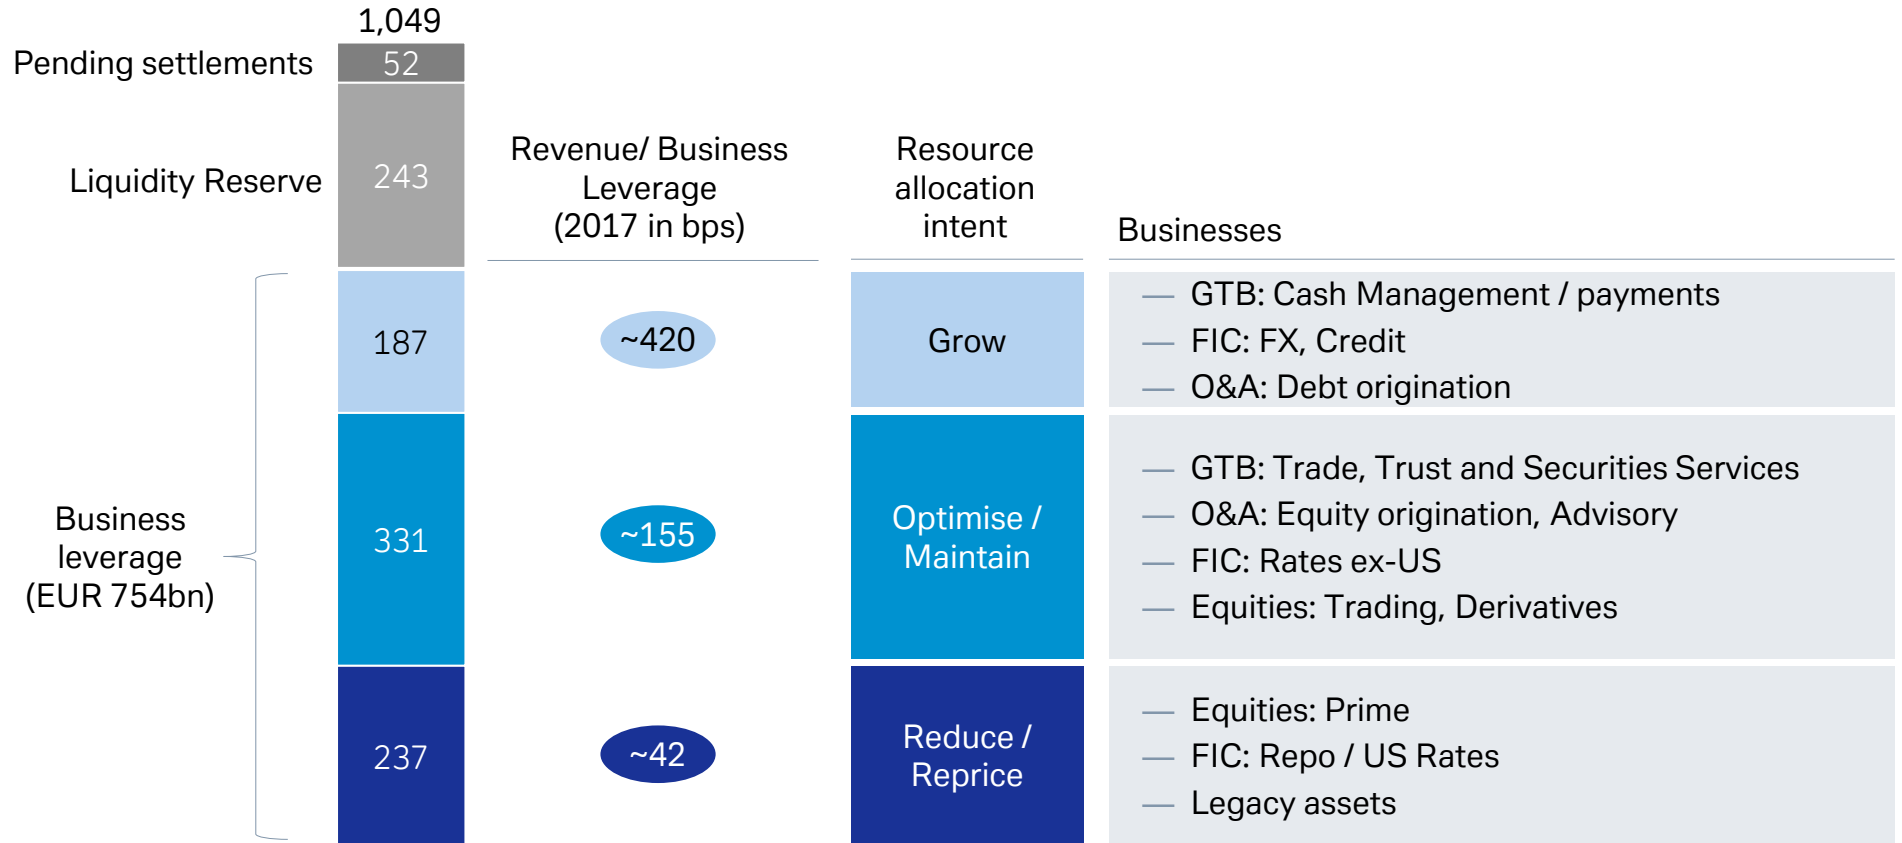 1,049
Pending settlements
52
Liquidity Reserve
243
Revenue/ Business
Leverage
(2017 in bps)
Resource
allocation
intent
Businesses
Business
leverage
(EUR 754bn)
187
~420
Grow
— GTB: Cash Management / payments
— FIC: FX, Credit
— O&A: Debt origination
331
~155
Optimise /
Maintain
— GTB: Trade, Trust and Securities Services
— O&A: Equity origination, Advisory
— FIC: Rates ex-US
— Equities: Trading, Derivatives
237
~42
Reduce /
Reprice
— Equities: Prime
— FIC: Repo / US Rates
— Legacy assets